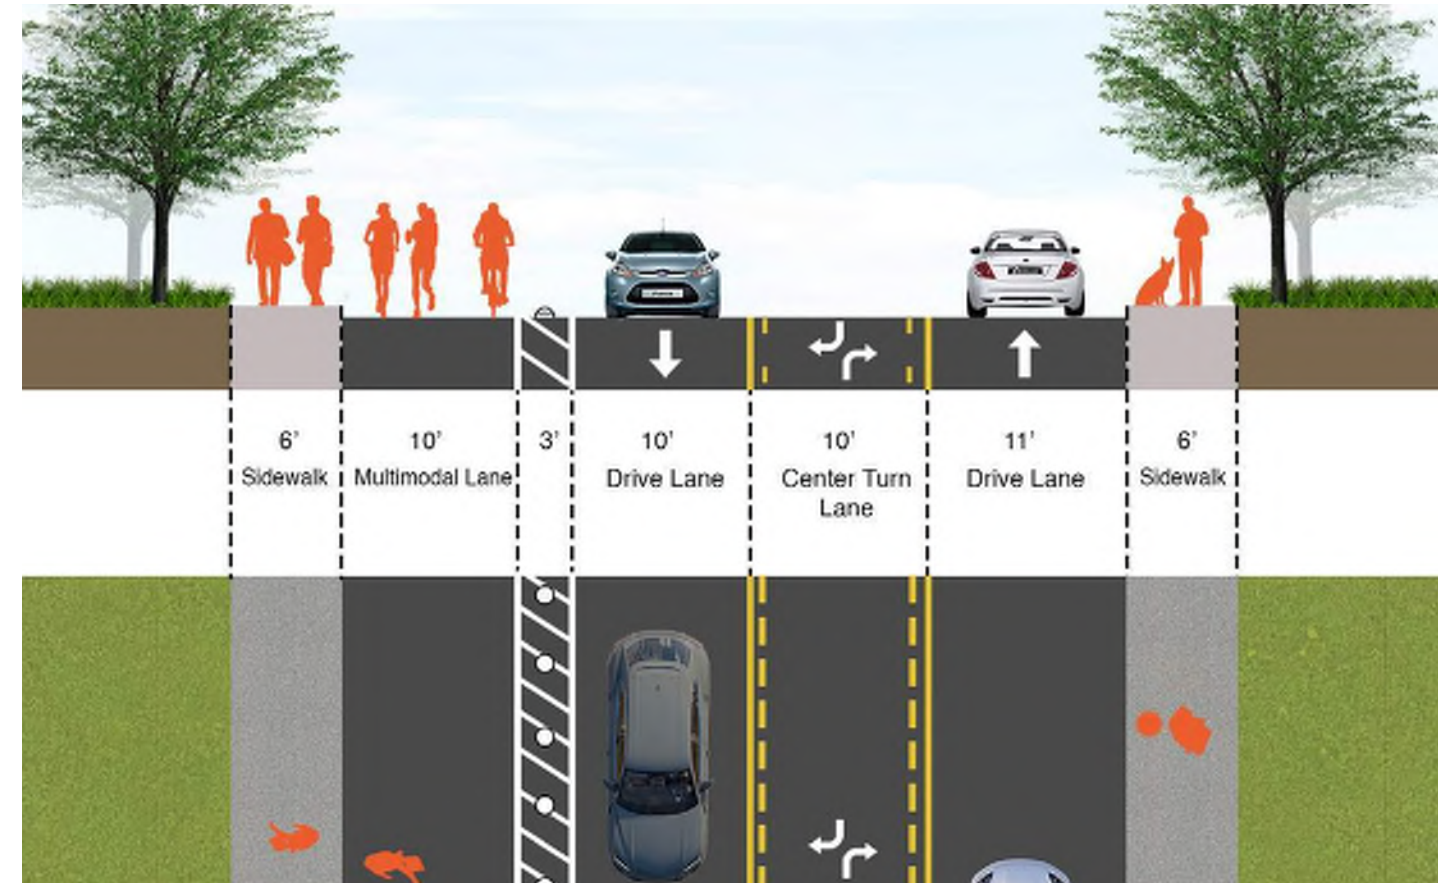 6’
10’
3’
10’
10’
11’
6’
Sidewalk
Multimodal Lane
Drive Lane
Center Turn
Lane
Drive Lane
Sidewalk